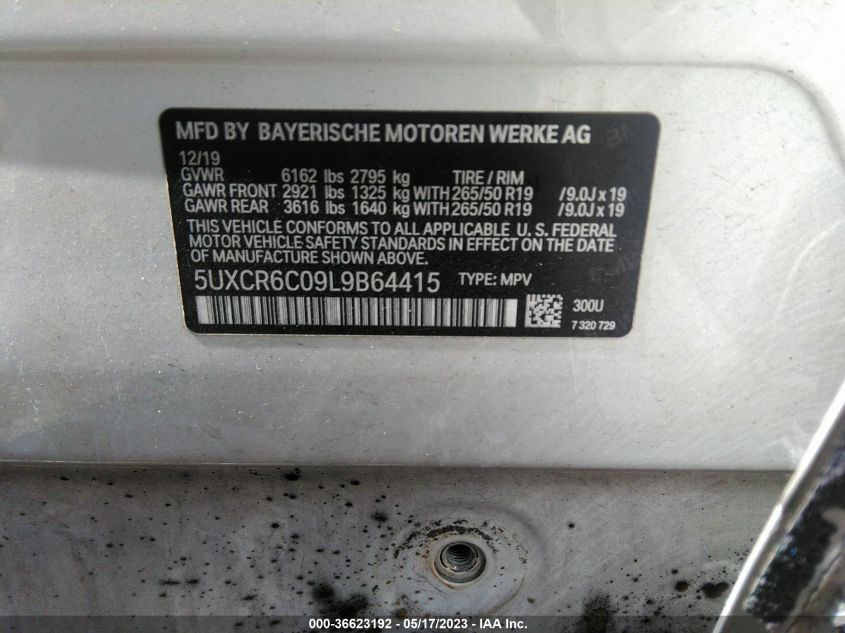 MFD BY BAYERISCHE MOTOREN WERKE AG
12/19
GVWR 6162 lbs 2795 kg TIRE / RIM
GAWR FRONT 2921 lbs 1325 kg WITH 265/50 R19 /9.0J x 19
GAWR REAR 3616 lbs 1640 kg WITH 265/50 R19 /9.0J x 19
THIS VEHICLE CONFORMS TO ALL APPLICABLE U.S. FEDERAL
MOTOR VEHICLE SAFETY STANDARDS IN EFFECT ON THE DATE
OF MANUFACTURE SHOWN ABOVE.
5UXCR6C09L9B64415 TYPE: MPV
300U
7 320 729
000-36623192 - 05/17/2023 - IAA Inc.